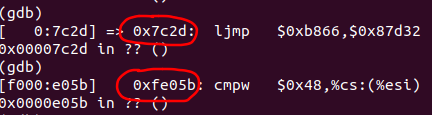 (gdb)
[   0:7c2d] => 0x7c2d:  ljmp   $0xb866,$0x87d32
0x00007c2d in ?? ()
(gdb)
[f000:e05b]    0xfe05b: cmpw   $0x48,%cs:(%esi)
0x0000e05b in ?? ()